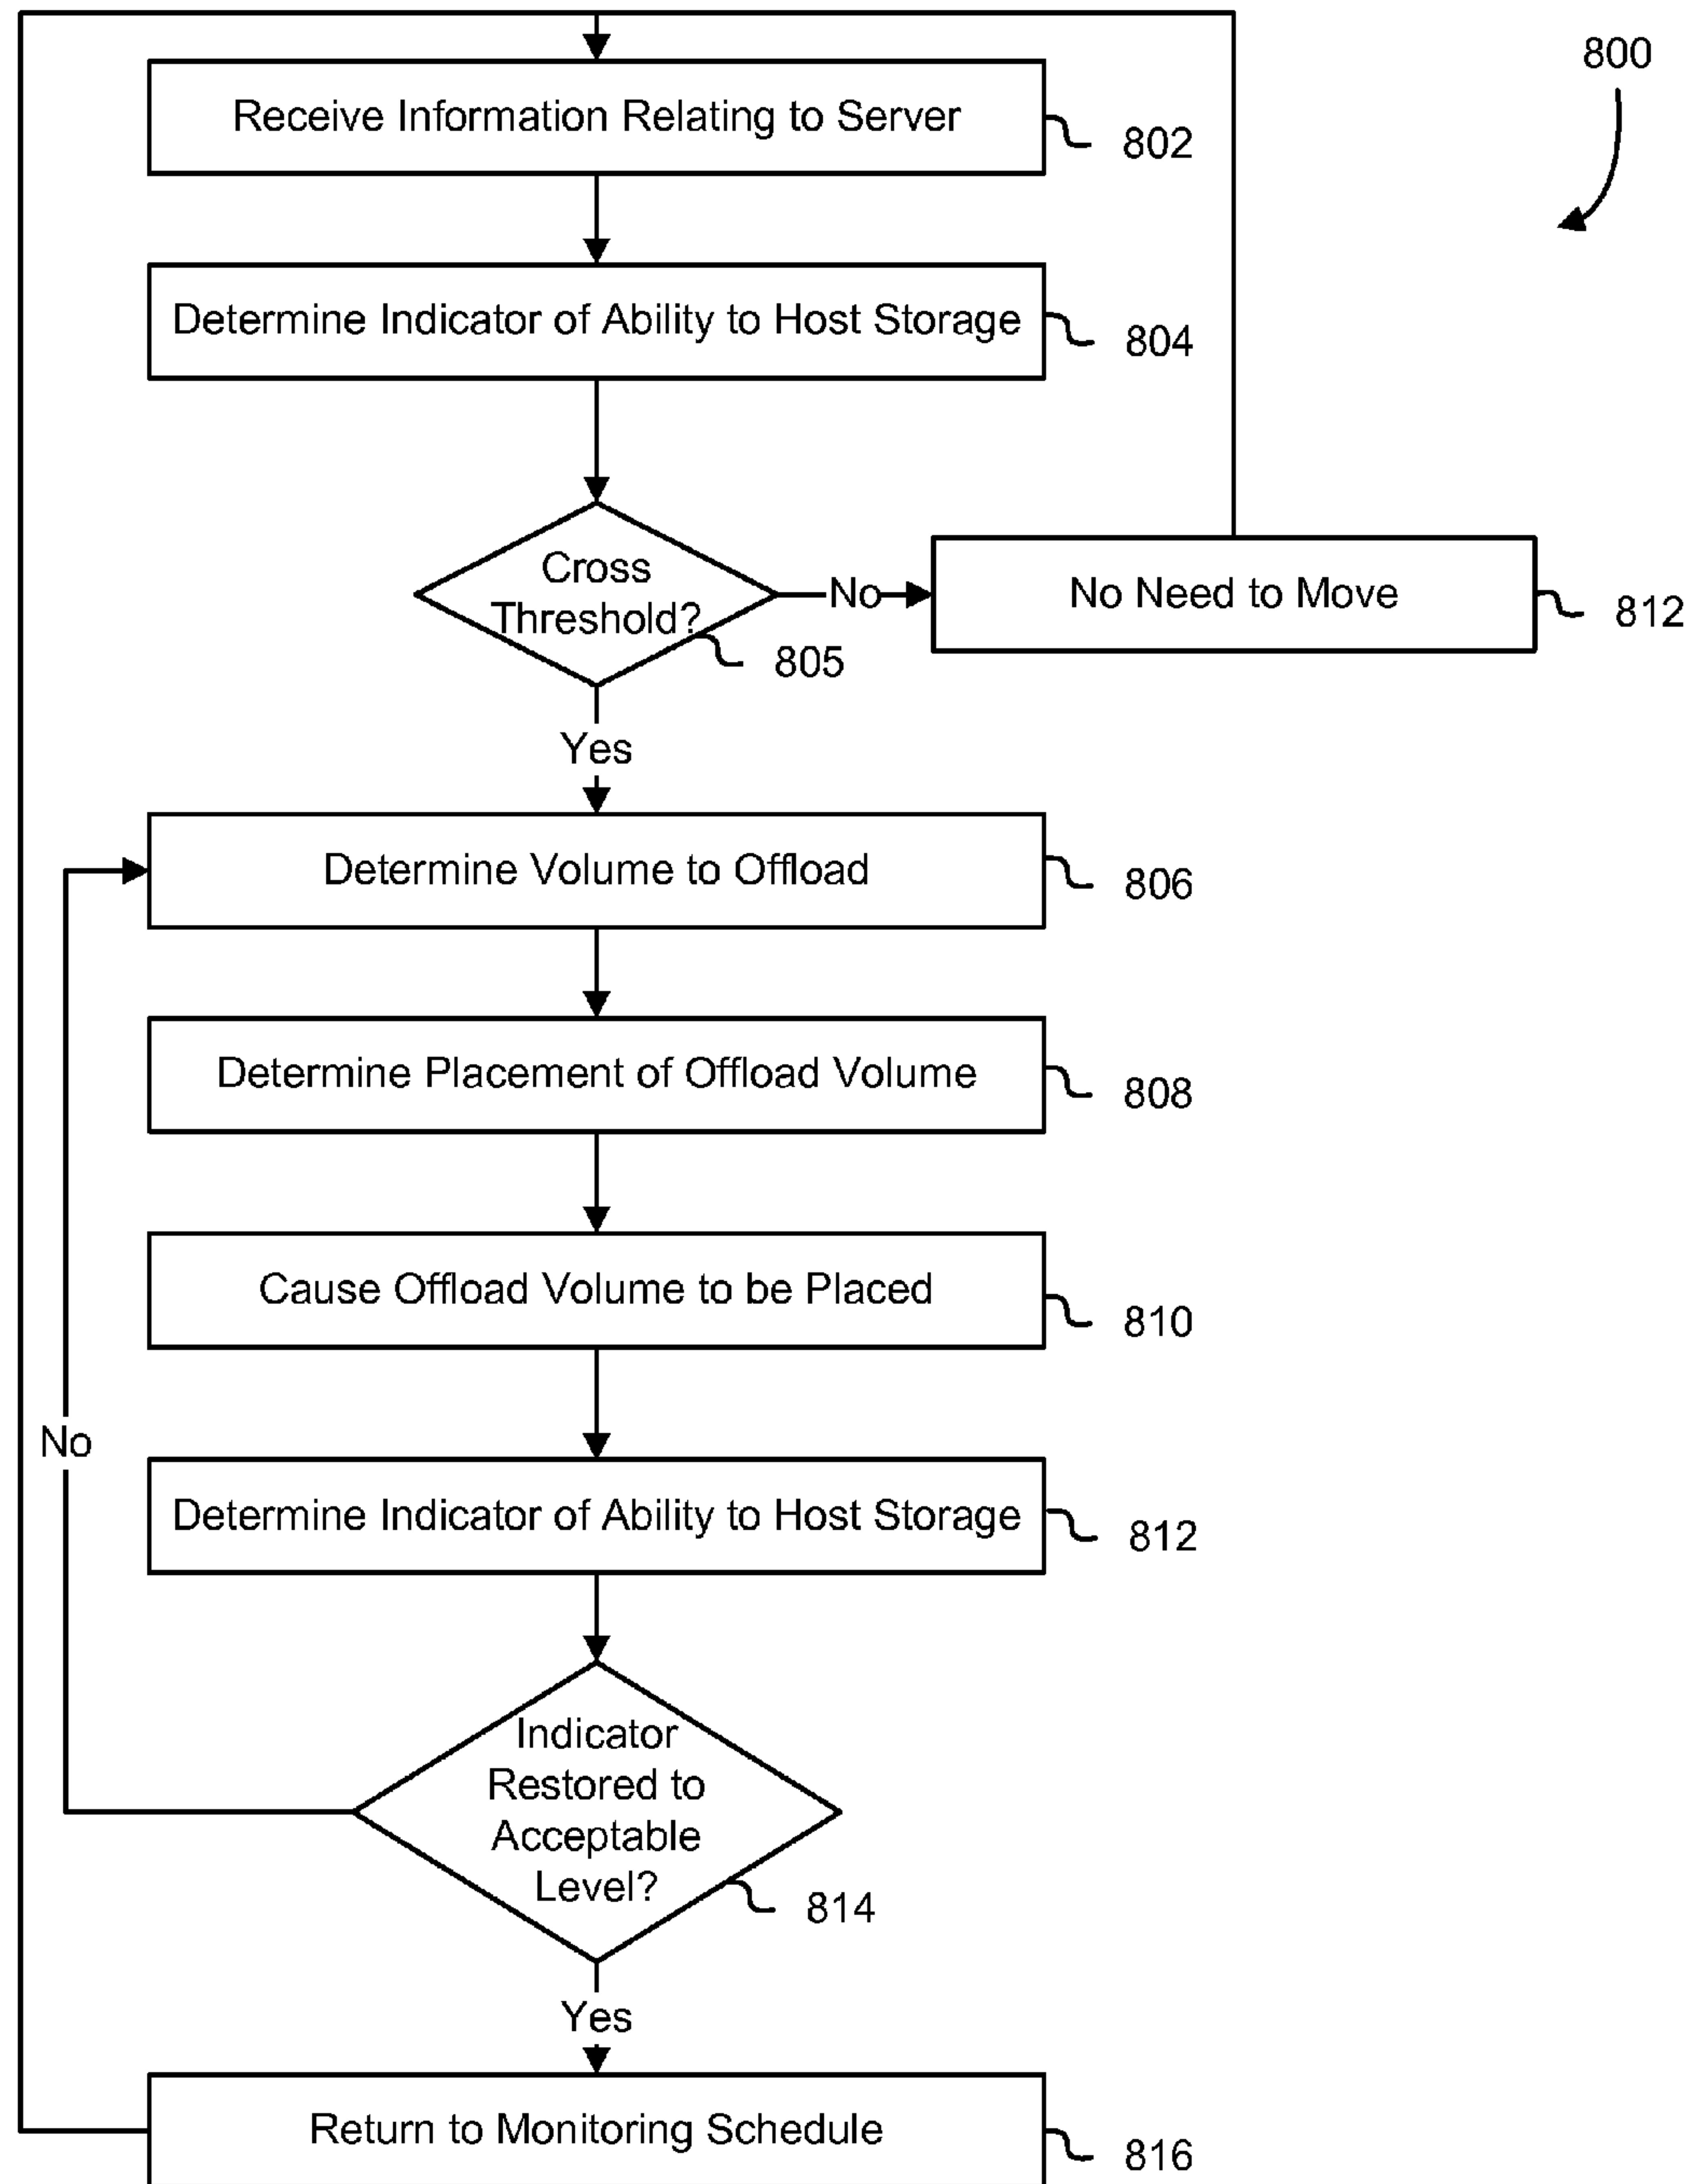 800
Receive Information Relating to Server
802
Determine Indicator of Ability to Host Storage
804
Cross
Threshold?
805
No
No Need to Move
812
Yes
Determine Volume to Offload
806
Determine Placement of Offload Volume
808
Cause Offload Volume to be Placed
810
No
Determine Indicator of Ability to Host Storage
812
Indicator
Restored to
Acceptable
Level?
814
Yes
Return to Monitoring Schedule
816